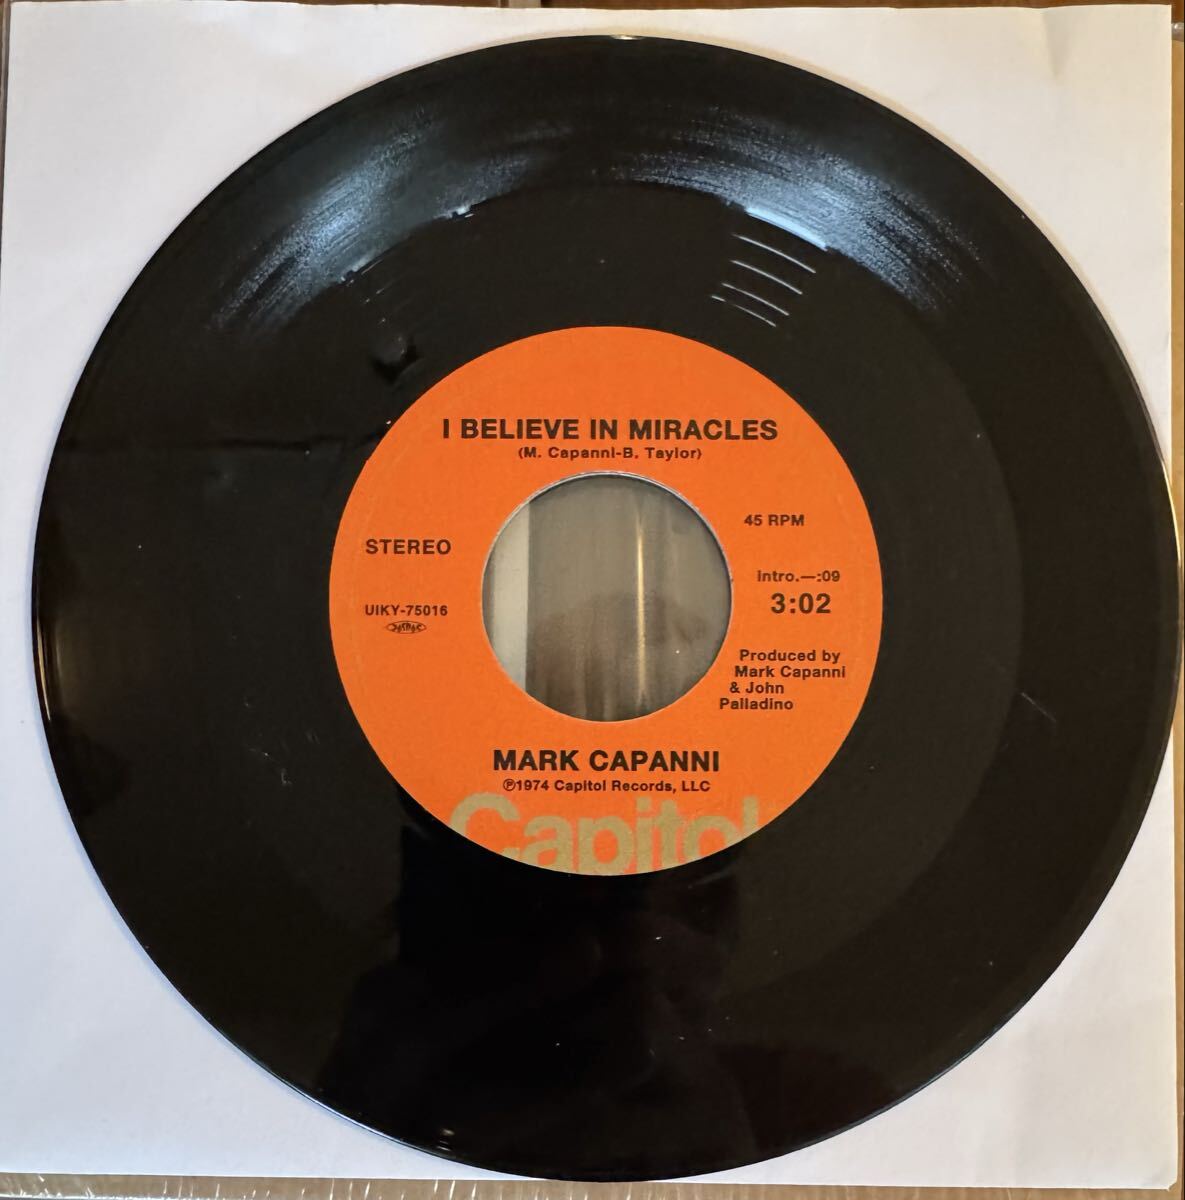 I BELIEVE IN MIRACLES
(M. Capanni-B. Taylor)
45 RPM
STEREO
intro.—:09
3:02
UIKY-75016
JASRAC
Produced by
Mark Capanni
& John
Palladino
MARK CAPANNI
℗1974 Capitol Records, LLC
Capitol